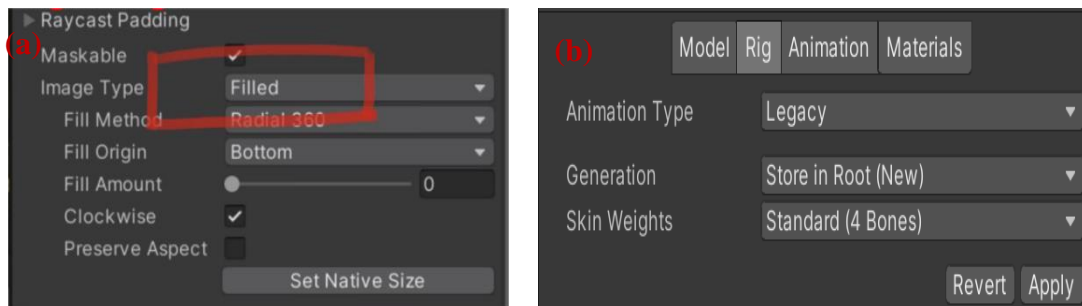 Raycast Padding
(a)
Maskable
Image Type Filled
Fill Method Radial 360
Fill Origin Bottom
Fill Amount 0
Clockwise
Preserve Aspect
Set Native Size
(b)
Model Rig Animation Materials
Animation Type Legacy
Generation Store in Root (New)
Skin Weights Standard (4 Bones)
Revert Apply